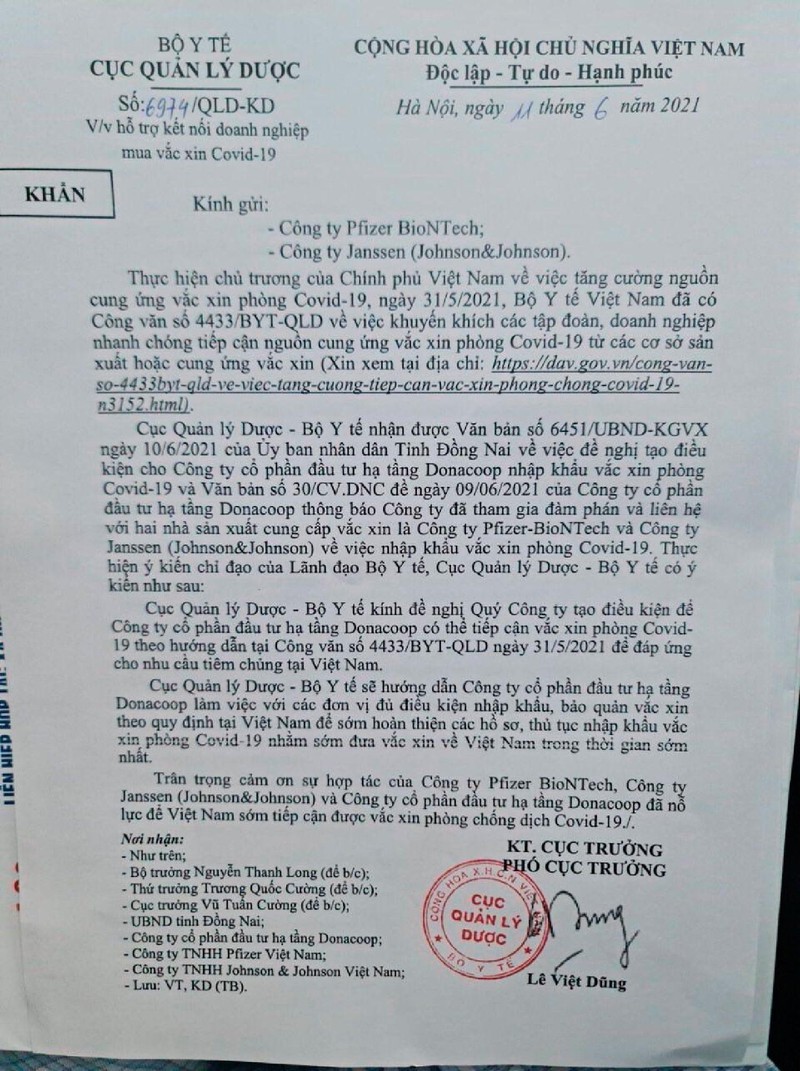 BỘ Y TẾ
CỤC QUẢN LÝ DƯỢC
Số:6974/QLD-KD
V/v hỗ trợ kết nối doanh nghiệp
mua vắc xin Covid-19
CỘNG HÒA XÃ HỘI CHỦ NGHĨA VIỆT NAM
Độc lập - Tự do - Hạnh phúc
Hà Nội, ngày 11 tháng 6 năm 2021
KHẨN
Kính gửi:
- Công ty Pfizer BioNTech;
- Công ty Janssen (Johnson&Johnson).
Thực hiện chủ trương của Chính phủ Việt Nam về việc tăng cường nguồn
cung ứng vắc xin phòng Covid-19, ngày 31/5/2021, Bộ Y tế Việt Nam đã có
Công văn số 4433/BYT-QLD về việc khuyến khích các tập đoàn, doanh nghiệp
nhanh chóng tiếp cận nguồn cung ứng vắc xin phòng Covid-19 từ các cơ sở sản
xuất hoặc cung ứng vắc xin (Xin xem tại địa chỉ: https://dav.gov.vn/cong-van-
so-4433byt-qld-ve-viec-tang-cuong-tiep-can-vac-xin-phong-chong-covid-19-
n3152.html).
Cục Quản lý Dược - Bộ Y tế nhận được Văn bản số 6451/UBND-KGVX
ngày 10/6/2021 của Ủy ban nhân dân Tỉnh Đồng Nai về việc đề nghị tạo điều
kiện cho Công ty cổ phần đầu tư hạ tầng Donacoop nhập khẩu vắc xin phòng
Covid-19 và Văn bản số 30/CV.DNC đề ngày 09/06/2021 của Công ty cổ phần
đầu tư hạ tầng Donacoop thông báo Công ty đã tham gia đàm phán và liên hệ
với hai nhà sản xuất cung cấp vắc xin là Công ty Pfizer-BioNTech và Công ty
Janssen (Johnson&Johnson) về việc nhập khẩu vắc xin phòng Covid-19. Thực
hiện ý kiến chỉ đạo của Lãnh đạo Bộ Y tế, Cục Quản lý Dược - Bộ Y tế có ý
kiến như sau:
Cục Quản lý Dược - Bộ Y tế kính đề nghị Quý Công ty tạo điều kiện để
Công ty cổ phần đầu tư hạ tầng Donacoop có thể tiếp cận vắc xin phòng Covid-
19 theo hướng dẫn tại Công văn số 4433/BYT-QLD ngày 31/5/2021 để đáp ứng
cho nhu cầu tiêm chủng tại Việt Nam.
Cục Quản lý Dược - Bộ Y tế sẽ hướng dẫn Công ty cổ phần đầu tư hạ tầng
Donacoop làm việc với các đơn vị đủ điều kiện nhập khẩu, bảo quản vắc xin
theo quy định tại Việt Nam để sớm hoàn thiện các hồ sơ, thủ tục nhập khẩu vắc
xin phòng Covid-19 nhằm sớm đưa vắc xin về Việt Nam trong thời gian sớm
nhất.
Trân trọng cảm ơn sự hợp tác của Công ty Pfizer BioNTech, Công ty
Janssen (Johnson&Johnson) và Công ty cổ phần đầu tư hạ tầng Donacoop đã nỗ
lực để Việt Nam sớm tiếp cận được vắc xin phòng chống dịch Covid-19./.
Nơi nhận:
- Như trên;
- Bộ trưởng Nguyễn Thanh Long (để b/c);
- Thứ trưởng Trương Quốc Cường (để b/c);
- Cục trưởng Vũ Tuấn Cường (để b/c);
- UBND tỉnh Đồng Nai;
- Công ty cổ phần đầu tư hạ tầng Donacoop;
- Công ty TNHH Pfizer Việt Nam;
- Công ty TNHH Johnson & Johnson Việt Nam;
- Lưu: VT, KD (TB).
KT. CỤC TRƯỞNG
PHÓ CỤC TRƯỞNG
CỘNG HÒA X.H.C.N VIỆT
CỤC
QUẢN LÝ
DƯỢC
BỘ Y TẾ
Dung
Lê Việt Dũng
LIÊN HIỆP HỢP TÁC